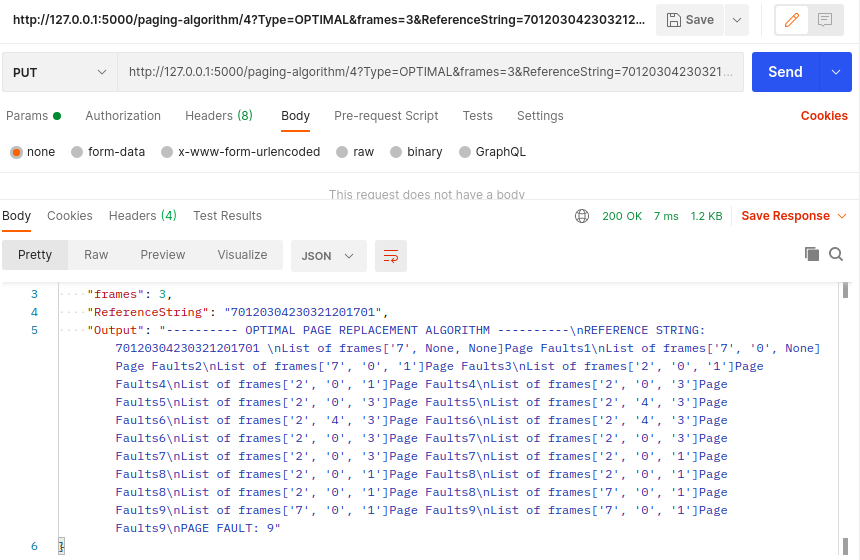 http://127.0.0.1:5000/paging-algorithm/4?Type=OPTIMAL&frames=3&ReferenceString=701203042303212...
Save
PUT
http://127.0.0.1:5000/paging-algorithm/4?Type=OPTIMAL&frames=3&ReferenceString=70120304230321...
Send
Params
Authorization
Headers (8)
Body
Pre-request Script
Tests
Settings
Cookies
none
form-data
x-www-form-urlencoded
raw
binary
GraphQL
This request does not have a body
Body
Cookies
Headers (4)
Test Results
200 OK
7 ms
1.2 KB
Save Response
Pretty
Raw
Preview
Visualize
JSON
3 "frames": 3,
4 "ReferenceString": "70120304230321201701",
5 "Output": "---------- OPTIMAL PAGE REPLACEMENT ALGORITHM ----------\nREFERENCE STRING:
70120304230321201701 \nList of frames['7', None, None]Page Faults1\nList of frames['7', '0', None]
Page Faults2\nList of frames['7', '0', '1']Page Faults3\nList of frames['2', '0', '1']Page
Faults4\nList of frames['2', '0', '1']Page Faults4\nList of frames['2', '0', '3']Page
Faults5\nList of frames['2', '0', '3']Page Faults5\nList of frames['2', '4', '3']Page
Faults6\nList of frames['2', '4', '3']Page Faults6\nList of frames['2', '4', '3']Page
Faults6\nList of frames['2', '0', '3']Page Faults7\nList of frames['2', '0', '3']Page
Faults7\nList of frames['2', '0', '3']Page Faults7\nList of frames['2', '0', '1']Page
Faults8\nList of frames['2', '0', '1']Page Faults8\nList of frames['2', '0', '1']Page
Faults8\nList of frames['2', '0', '1']Page Faults8\nList of frames['7', '0', '1']Page
Faults9\nList of frames['7', '0', '1']Page Faults9\nList of frames['7', '0', '1']Page
Faults9\nPAGE FAULT: 9"
6 }